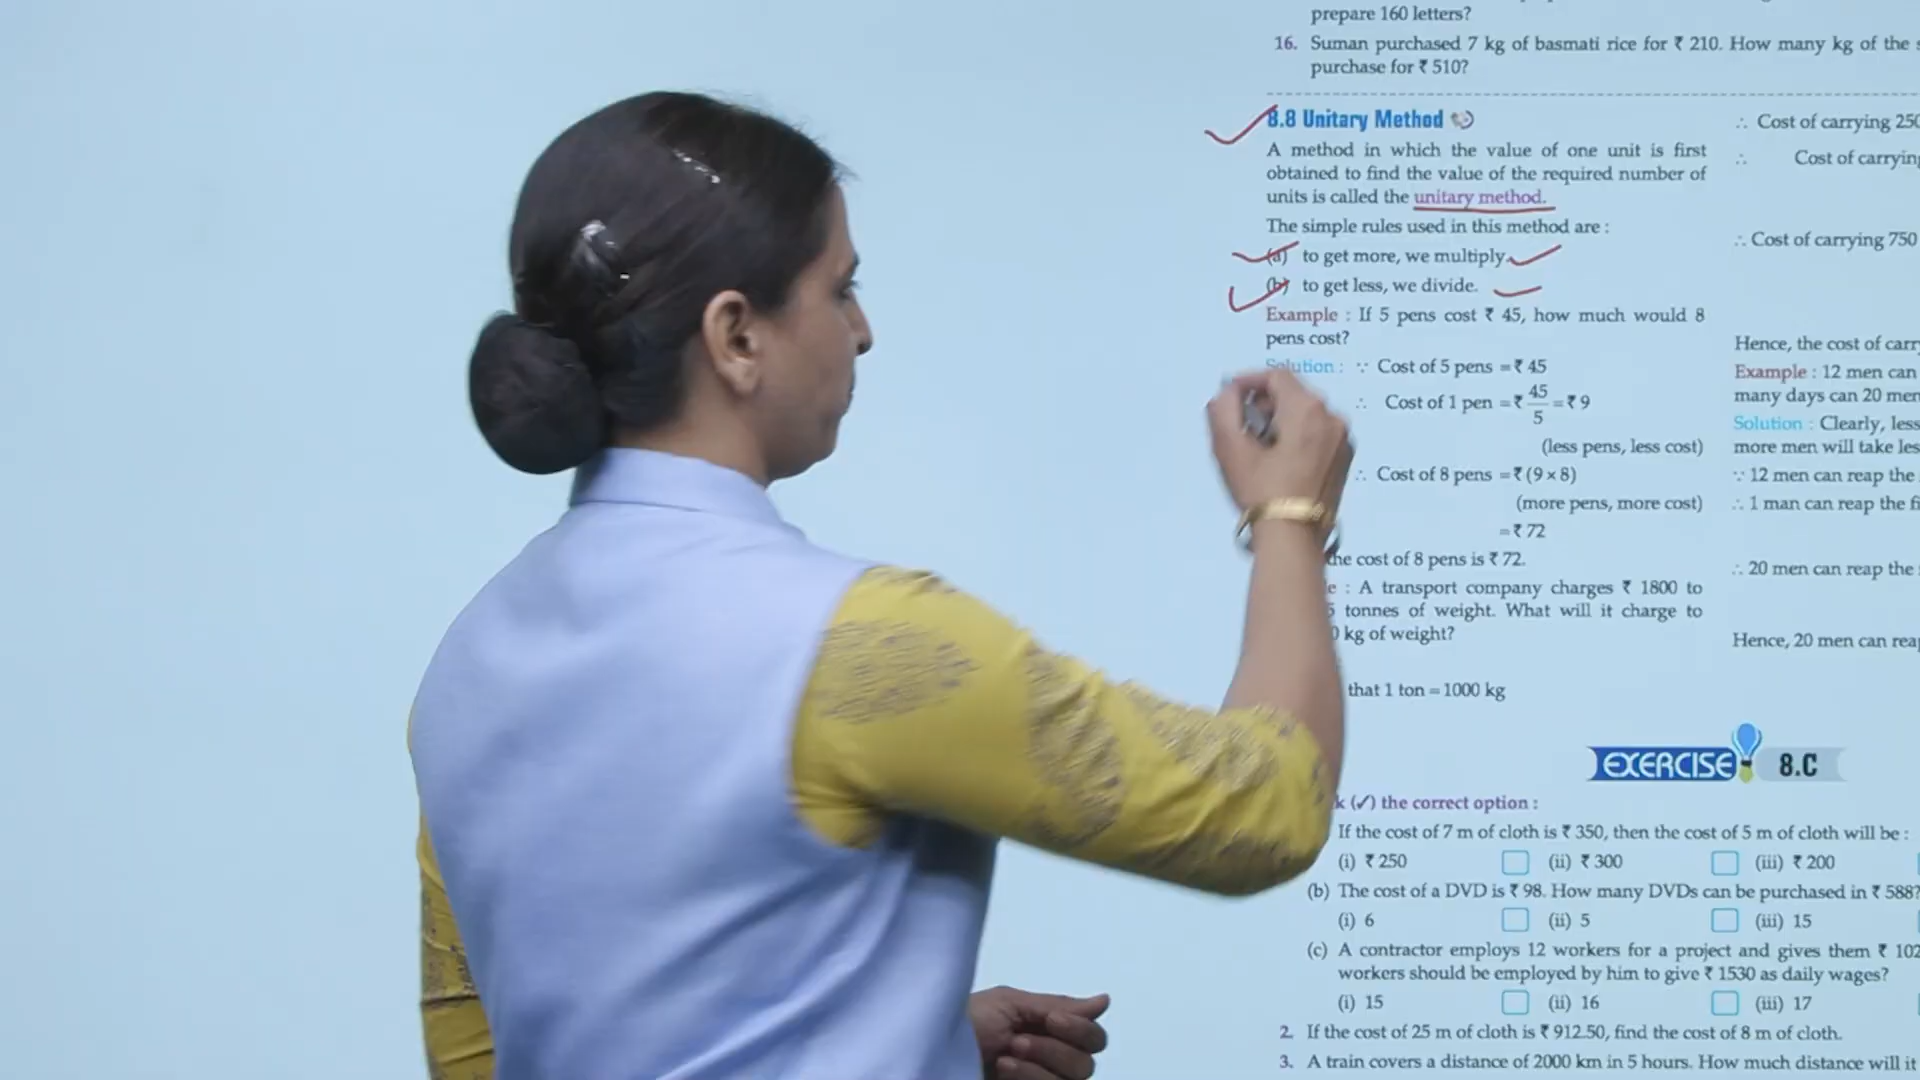 prepare 160 letters?
16. Suman purchased 7 kg of basmati rice for ₹ 210. How many kg of the
purchase for ₹ 510?
8.8 Unitary Method
A method in which the value of one unit is first
obtained to find the value of the required number of
units is called the unitary method.
The simple rules used in this method are :
(a) to get more, we multiply.
(b) to get less, we divide.
Example : If 5 pens cost ₹ 45, how much would 8
pens cost?
Solution : ∵ Cost of 5 pens = ₹ 45
∴ Cost of 1 pen = ₹ 45/5 = ₹ 9
(less pens, less cost)
∴ Cost of 8 pens = ₹ (9 × 8)
(more pens, more cost)
= ₹ 72
the cost of 8 pens is ₹ 72.
e : A transport company charges ₹ 1800 to
5 tonnes of weight. What will it charge to
0 kg of weight?
that 1 ton = 1000 kg
∴ Cost of carrying 250
∴ Cost of carrying
∴ Cost of carrying 750
Hence, the cost of carry
Example : 12 men can
many days can 20 men
Solution : Clearly, less
more men will take les
∵ 12 men can reap the
∴ 1 man can reap the fi
∴ 20 men can reap the
Hence, 20 men can reap
EXERCISE 8.C
k (✓) the correct option :
If the cost of 7 m of cloth is ₹ 350, then the cost of 5 m of cloth will be :
(i) ₹ 250 (ii) ₹ 300 (iii) ₹ 200
(b) The cost of a DVD is ₹ 98. How many DVDs can be purchased in ₹ 588?
(i) 6 (ii) 5 (iii) 15
(c) A contractor employs 12 workers for a project and gives them ₹ 102
workers should be employed by him to give ₹ 1530 as daily wages?
(i) 15 (ii) 16 (iii) 17
2. If the cost of 25 m of cloth is ₹ 912.50, find the cost of 8 m of cloth.
3. A train covers a distance of 2000 km in 5 hours. How much distance will it